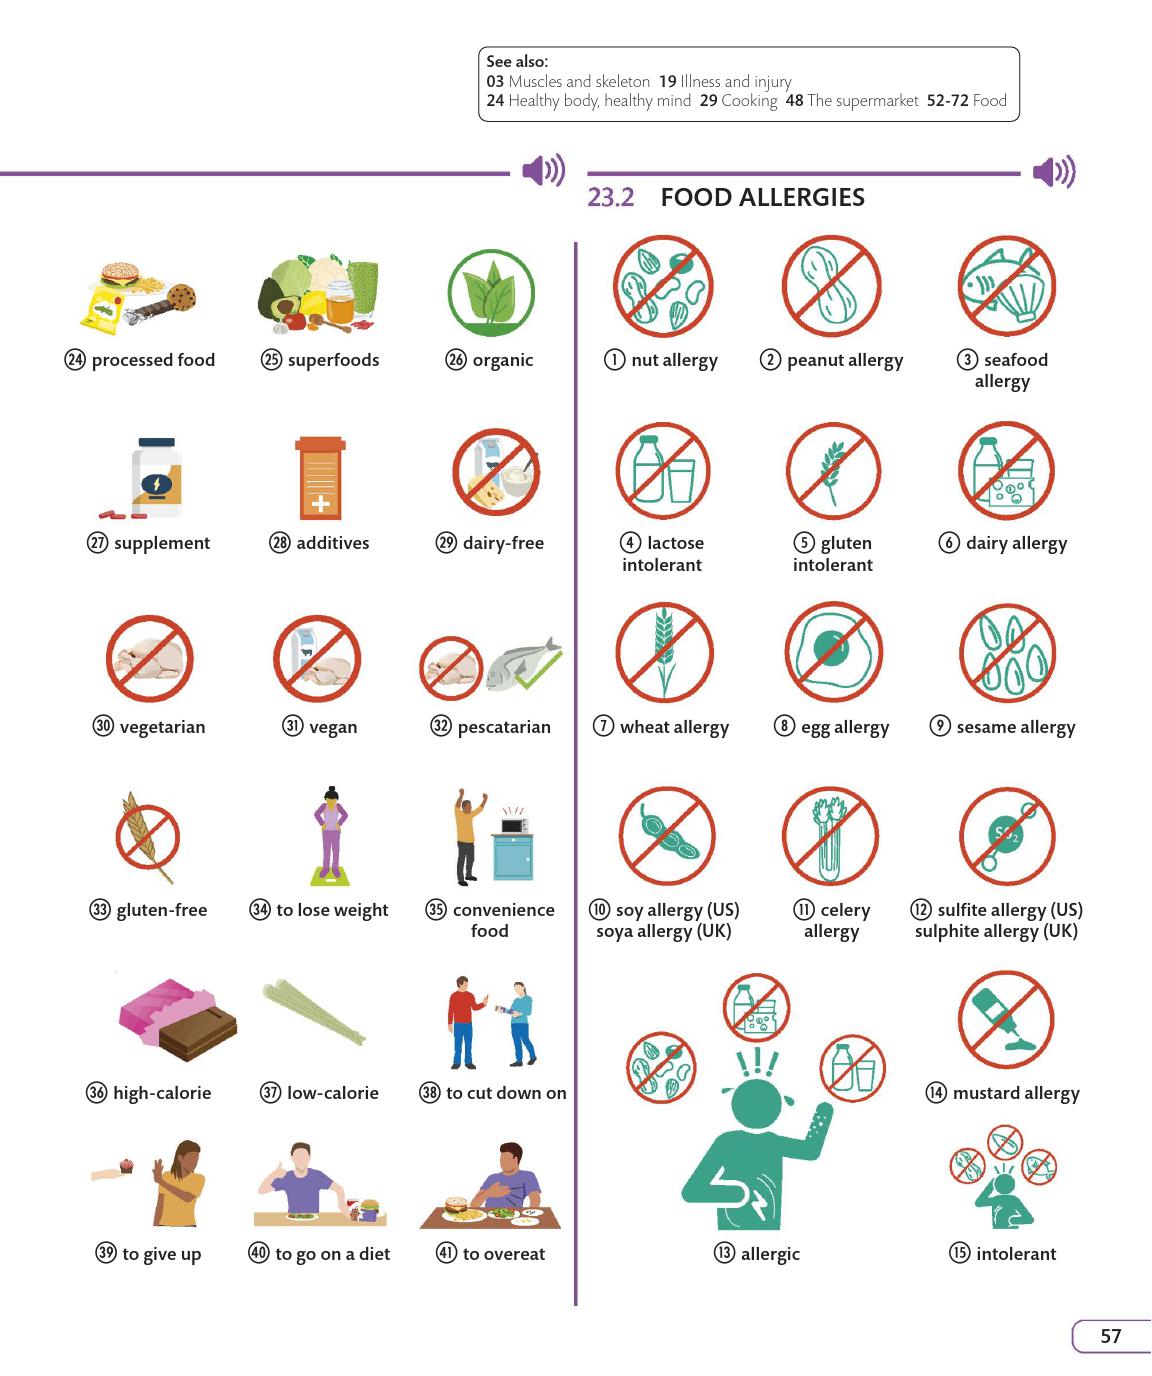 See also:
03 Muscles and skeleton 19 Illness and injury
24 Healthy body, healthy mind 29 Cooking 48 The supermarket 52-72 Food
24 processed food
25 superfoods
26 organic
27 supplement
28 additives
29 dairy-free
30 vegetarian
31 vegan
32 pescatarian
33 gluten-free
34 to lose weight
35 convenience
food
36 high-calorie
37 low-calorie
38 to cut down on
39 to give up
40 to go on a diet
41 to overeat
23.2 FOOD ALLERGIES
1 nut allergy
2 peanut allergy
3 seafood
allergy
4 lactose
intolerant
5 gluten
intolerant
6 dairy allergy
7 wheat allergy
8 egg allergy
9 sesame allergy
SO2
10 soy allergy (US)
soya allergy (UK)
11 celery
allergy
12 sulfite allergy (US)
sulphite allergy (UK)
13 allergic
14 mustard allergy
15 intolerant
57